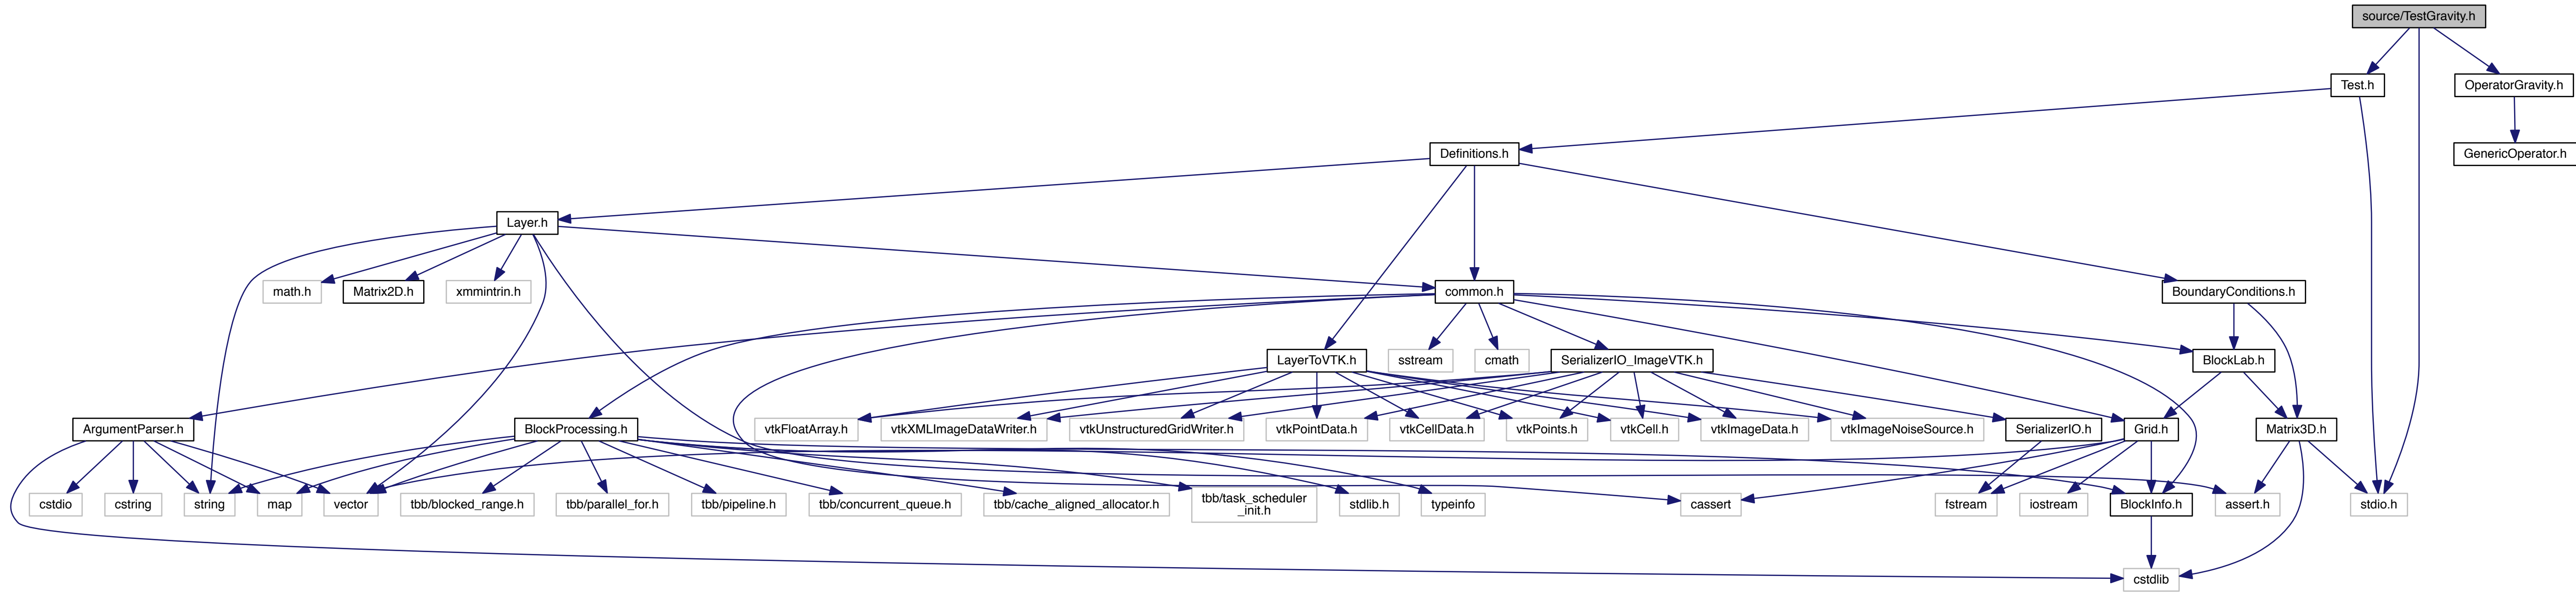 source/TestGravity.h
Test.h
OperatorGravity.h
Definitions.h
GenericOperator.h
Layer.h
math.h
Matrix2D.h
xmmintrin.h
common.h
BoundaryConditions.h
LayerToVTK.h
sstream
cmath
SerializerIO_ImageVTK.h
BlockLab.h
ArgumentParser.h
BlockProcessing.h
vtkFloatArray.h
vtkXMLImageDataWriter.h
vtkUnstructuredGridWriter.h
vtkPointData.h
vtkCellData.h
vtkPoints.h
vtkCell.h
vtkImageData.h
vtkImageNoiseSource.h
SerializerIO.h
Grid.h
Matrix3D.h
cstdio
cstring
string
map
vector
tbb/blocked_range.h
tbb/parallel_for.h
tbb/pipeline.h
tbb/concurrent_queue.h
tbb/cache_aligned_allocator.h
tbb/task_scheduler
_init.h
stdlib.h
typeinfo
cassert
fstream
iostream
BlockInfo.h
assert.h
stdio.h
cstdlib